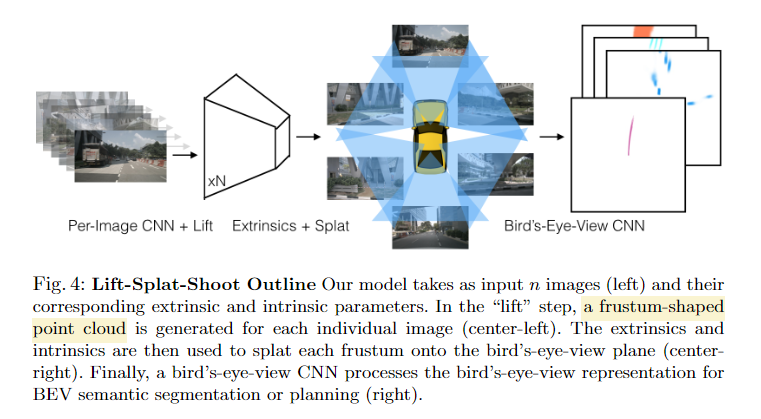 xN
Per-Image CNN + Lift
Extrinsics + Splat
Bird's-Eye-View CNN
Fig. 4: Lift-Splat-Shoot Outline Our model takes as input n images (left) and their
corresponding extrinsic and intrinsic parameters. In the “lift” step, a frustum-shaped
point cloud is generated for each individual image (center-left). The extrinsics and
intrinsics are then used to splat each frustum onto the bird’s-eye-view plane (center-
right). Finally, a bird’s-eye-view CNN processes the bird’s-eye-view representation for
BEV semantic segmentation or planning (right).